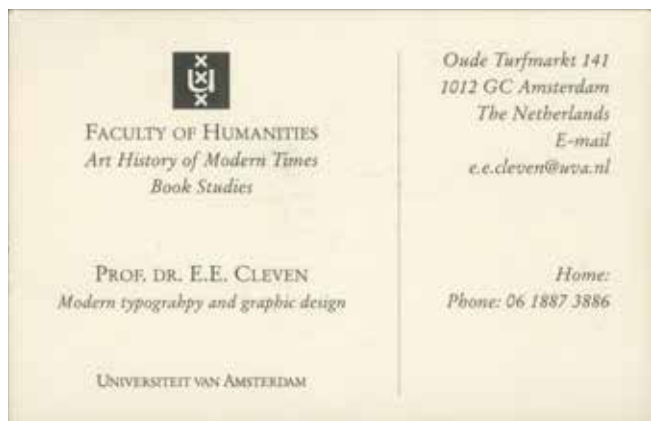 FACULTY OF HUMANITIES
Art History of Modern Times
Book Studies
PROF. DR. E.E. CLEVEN
Modern typograhpy and graphic design
UNIVERSITEIT VAN AMSTERDAM
Oude Turfmarkt 141
1012 GC Amsterdam
The Netherlands
E-mail
e.e.cleven@uva.nl
Home:
Phone: 06 1887 3886